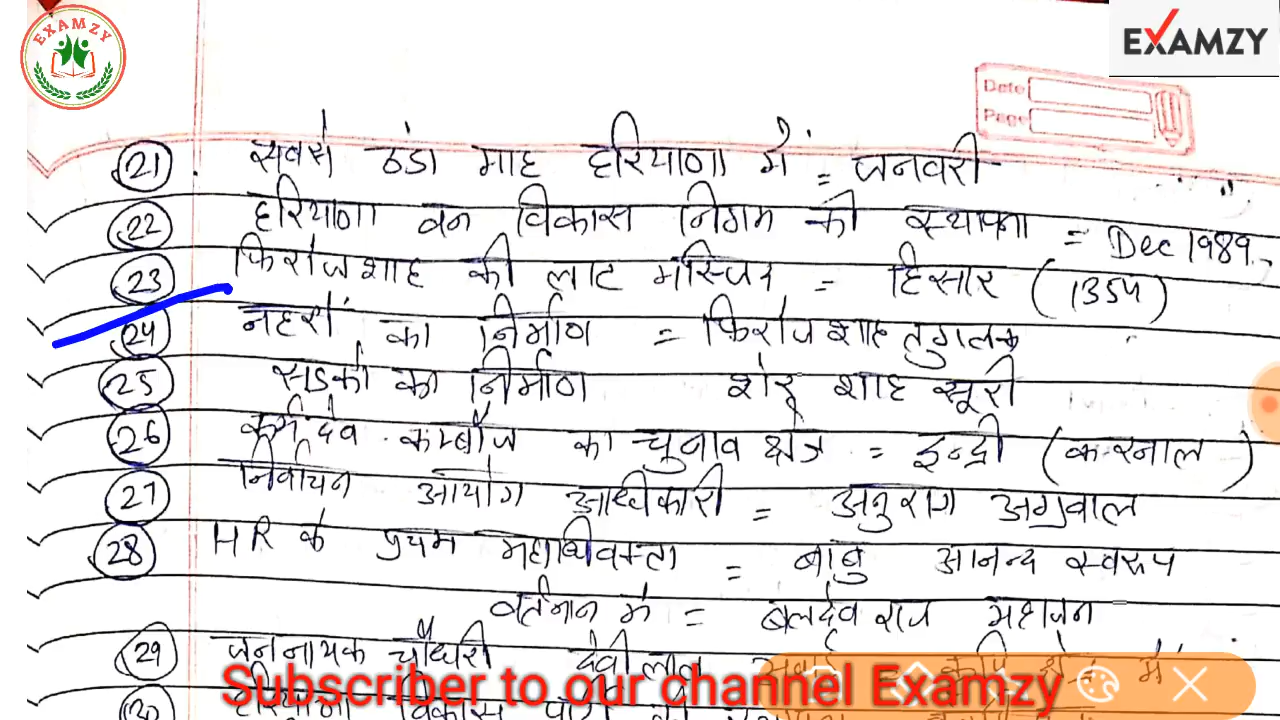 EXAMZY
EXAMZY
Date
Page
21 सबसे ठंडा माह हरियाणा में = जनवरी
22 हरियाणा वन विकास निगम की स्थापना = Dec 1989.
23 फिरोजशाह की लाट मस्जिद = हिसार (1354)
24 नहरों का निर्माण = फिरोजशाह तुगलक
25 सडकों का निर्माण शेर शाह सूरी
26 कर्मदेव कम्बोज का चुनाव क्षेत्र = इन्द्री (करनाल)
27 निर्वाचन आयोग अधिकारी = अनुराग अग्रवाल
28 HR के प्रथम महाधिवक्ता = बाबु आनन्द स्वरूप
वर्तमान में = बलदेव राज महाजन
29 जननायक चौधरी देवीलाल में
Subscriber to our channel Examzy
30 हरियाणा विकास